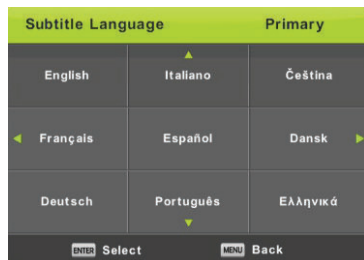 Subtitle Language Primary
English Italiano Čeština
Français Español Dansk
Deutsch Português Ελληνικά
ENTER Select MENU Back